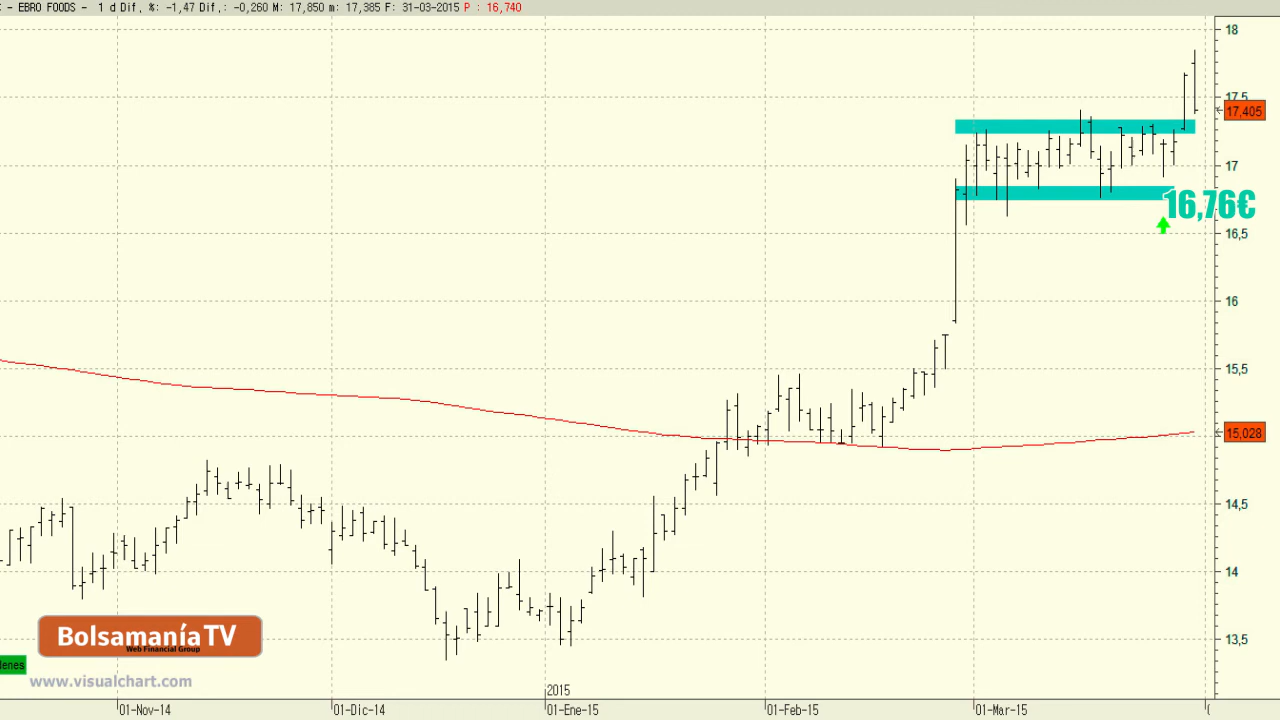 - EBRO FOODS - 1 d Dif. %: -1,47 Dif.: -0,260 M: 17,850 m: 17,385 F: 31-03-2015 P : 16,740
18
17,5
17,405
17
16,76€
16,5
16
15,5
15,028
14,5
14
13,5
BolsamaníaTV
Web Financial Group
lenes
www.visualchart.com
2015
01-Nov-14
01-Dic-14
01-Ene-15
01-Feb-15
01-Mar-15